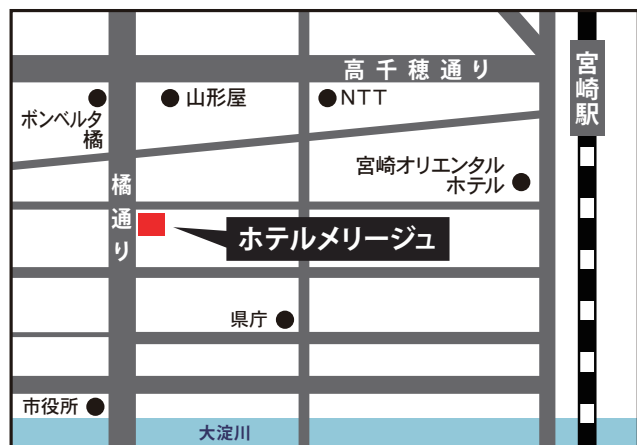 高千穂通り
宮崎駅
山形屋
NTT
ボンベルタ
橘
宮崎オリエンタル
ホテル
橘通り
ホテルメリージュ
県庁
市役所
大淀川